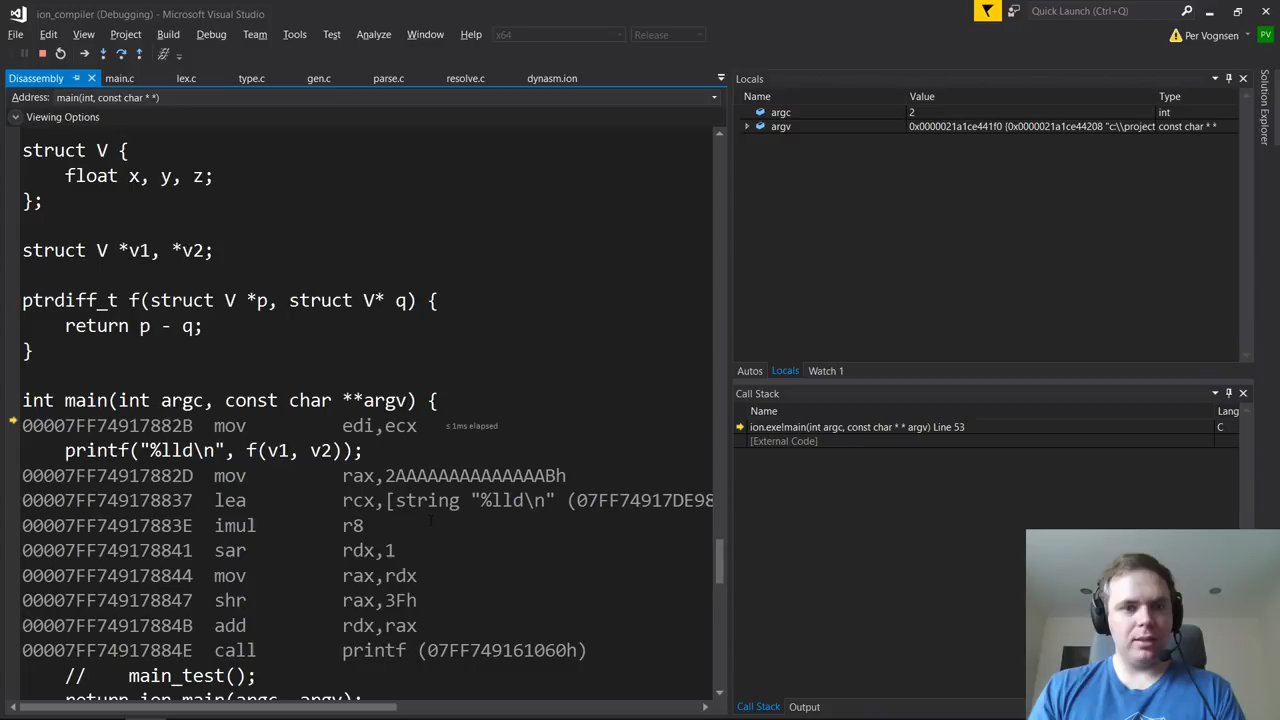 ion_compiler (Debugging) - Microsoft Visual Studio
Quick Launch (Ctrl+Q)
File Edit View Project Build Debug Team Tools Test Analyze Window Help x64 Release
Per Vognsen PV
Disassembly main.c lex.c type.c gen.c parse.c resolve.c dynasm.ion
Address: main(int, const char * *)
Viewing Options
struct V {
float x, y, z;
};
struct V *v1, *v2;
ptrdiff_t f(struct V *p, struct V* q) {
return p - q;
}
int main(int argc, const char **argv) {
00007FF74917882B mov edi,ecx ≤ 1ms elapsed
printf("%lld\n", f(v1, v2));
00007FF74917882D mov rax,2AAAAAAAAAAAAAABh
00007FF749178837 lea rcx,[string "%lld\n" (07FF74917DE98
00007FF74917883E imul r8
00007FF749178841 sar rdx,1
00007FF749178844 mov rax,rdx
00007FF749178847 shr rax,3Fh
00007FF74917884B add rdx,rax
00007FF74917884E call printf (07FF749161060h)
// main_test();
return ion_main(argc, argv);
Locals
Name Value Type
argc 2 int
argv 0x0000021a1ce441f0 {0x0000021a1ce44208 "c:\\project const char * *
Autos Locals Watch 1
Call Stack
Name Lang
ion.exe!main(int argc, const char * * argv) Line 53 C
[External Code]
Call Stack Output
Solution Explorer